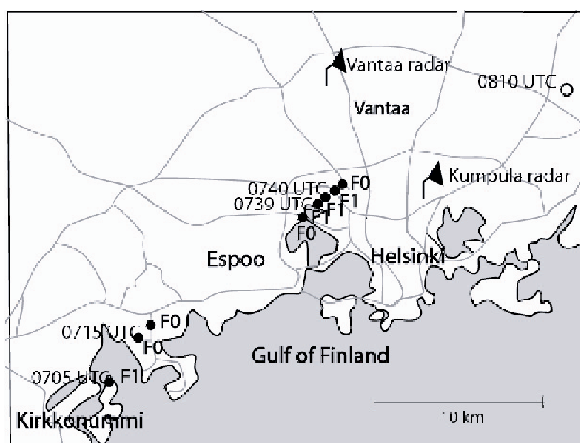 Vantaa radar
0810 UTC
Vantaa
Kumpula radar
0740 UTC
F0
0739 UTC
F1
F1
F1
F0
Helsinki
Espoo
0715 UTC
F0
F0
Gulf of Finland
0705 UTC
F1
10 km
Kirkkonummi